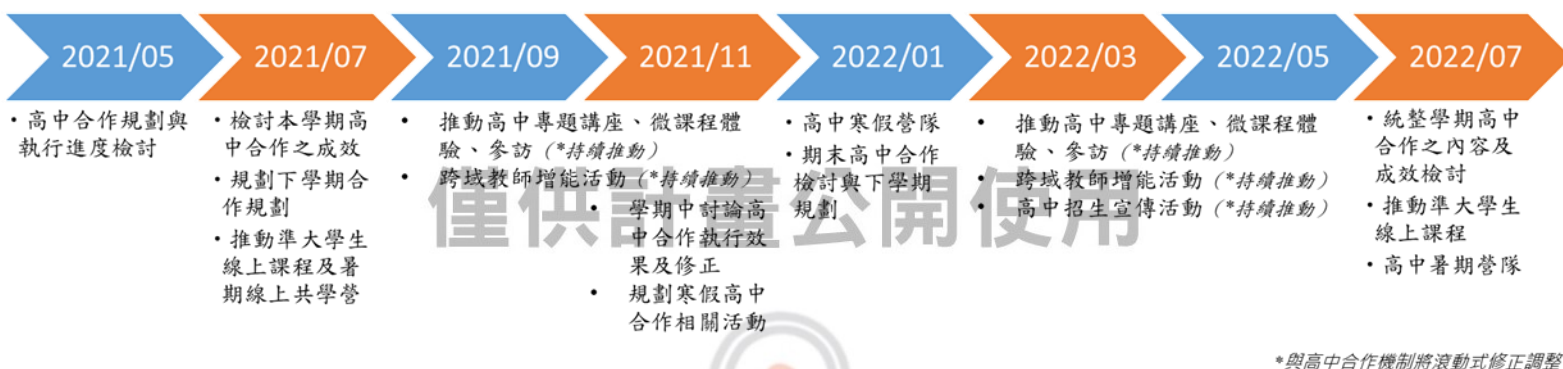 2021/05
2021/07
2021/09
2021/11
2022/01
2022/03
2022/05
2022/07
・高中合作規劃與
執行進度檢討
・檢討本學期高
中合作之成效
・規劃下學期合
作規劃
・推動準大學生
線上課程及暑
期線上共學營
• 推動高中專題講座、微課程體
驗、參訪 (*持續推動)
• 跨域教師增能活動 (*持續推動)
• 學期中討論高
中合作執行效
果及修正
• 規劃寒假高中
合作相關活動
・高中寒假營隊
・期末高中合作
檢討與下學期
規劃
• 推動高中專題講座、微課程體
驗、參訪 (*持續推動)
• 跨域教師增能活動 (*持續推動)
• 高中招生宣傳活動 (*持續推動)
・統整學期高中
合作之內容及
成效檢討
・推動準大學生
線上課程
・高中暑期營隊
僅供計畫公開使用
*與高中合作機制將滾動式修正調整